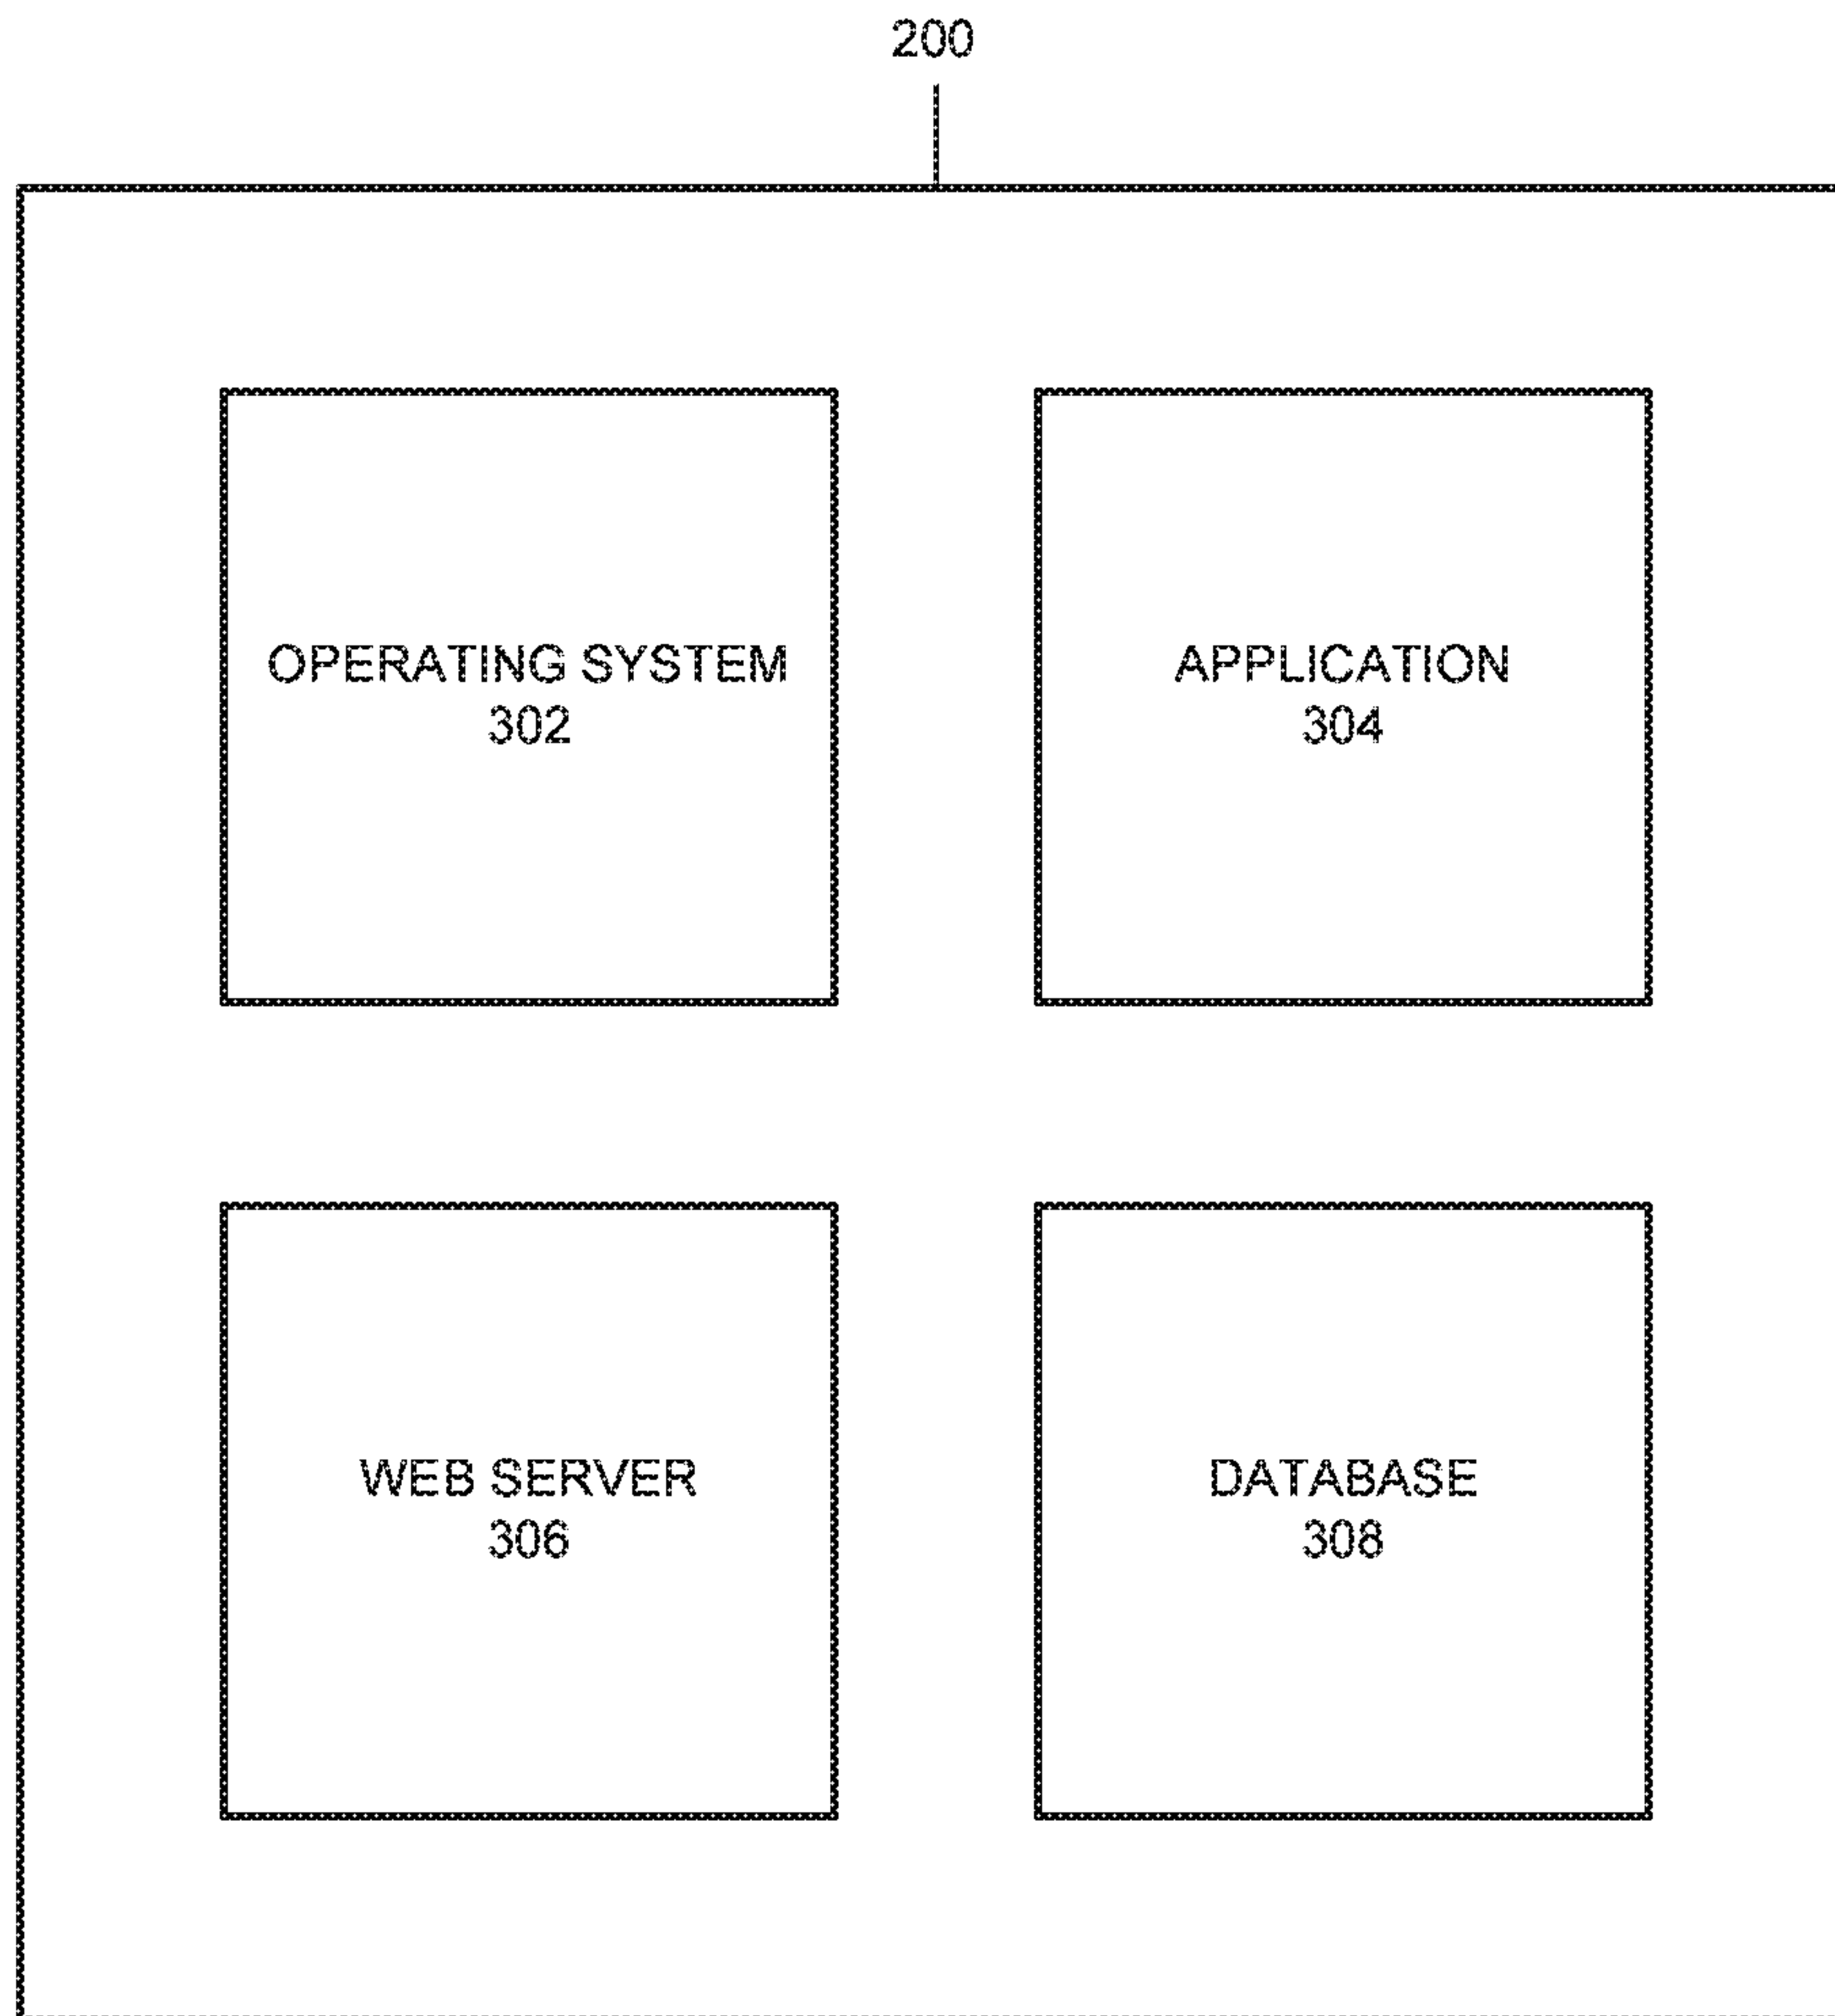 200
OPERATING SYSTEM
302
APPLICATION
304
WEB SERVER
306
DATABASE
308